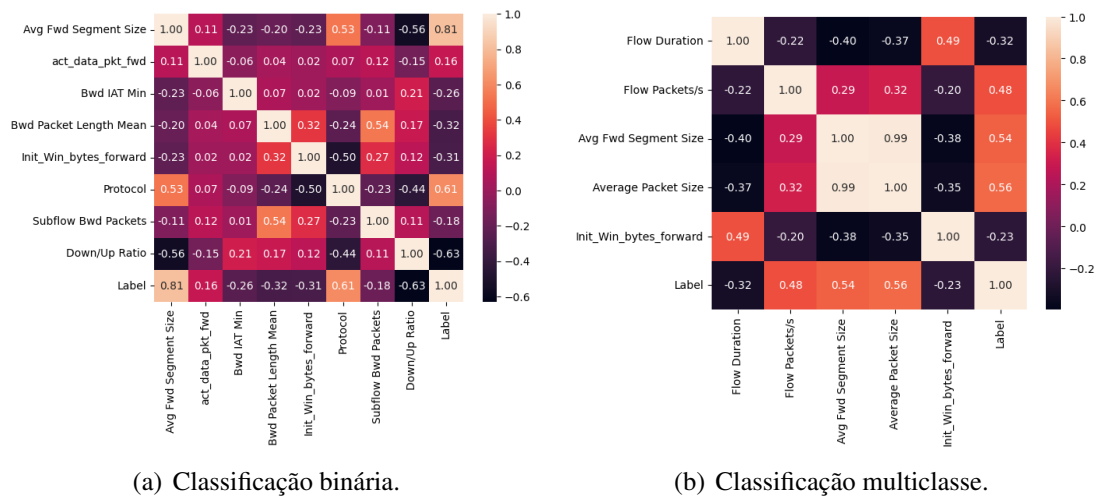 Avg Fwd Segment Size 1.00 0.11 -0.23 -0.20 -0.23 0.53 -0.11 -0.56 0.81
act_data_pkt_fwd 0.11 1.00 -0.06 0.04 0.02 0.07 0.12 -0.15 0.16
Bwd IAT Min -0.23 -0.06 1.00 0.07 0.02 -0.09 0.01 0.21 -0.26
Bwd Packet Length Mean -0.20 0.04 0.07 1.00 0.32 -0.24 0.54 0.17 -0.32
Init_Win_bytes_forward -0.23 0.02 0.02 0.32 1.00 -0.50 0.27 0.12 -0.31
Protocol 0.53 0.07 -0.09 -0.24 -0.50 1.00 -0.23 -0.44 0.61
Subflow Bwd Packets -0.11 0.12 0.01 0.54 0.27 -0.23 1.00 0.11 -0.18
Down/Up Ratio -0.56 -0.15 0.21 0.17 0.12 -0.44 0.11 1.00 -0.63
Label 0.81 0.16 -0.26 -0.32 -0.31 0.61 -0.18 -0.63 1.00
Avg Fwd Segment Size
act_data_pkt_fwd
Bwd IAT Min
Bwd Packet Length Mean
Init_Win_bytes_forward
Protocol
Subflow Bwd Packets
Down/Up Ratio
Label
1.0
0.8
0.6
0.4
0.2
0.0
−0.2
−0.4
−0.6
(a) Classificação binária.
Flow Duration 1.00 -0.22 -0.40 -0.37 0.49 -0.32
Flow Packets/s -0.22 1.00 0.29 0.32 -0.20 0.48
Avg Fwd Segment Size -0.40 0.29 1.00 0.99 -0.38 0.54
Average Packet Size -0.37 0.32 0.99 1.00 -0.35 0.56
Init_Win_bytes_forward 0.49 -0.20 -0.38 -0.35 1.00 -0.23
Label -0.32 0.48 0.54 0.56 -0.23 1.00
Flow Duration
Flow Packets/s
Avg Fwd Segment Size
Average Packet Size
Init_Win_bytes_forward
Label
1.0
0.8
0.6
0.4
0.2
0.0
−0.2
(b) Classificação multiclasse.